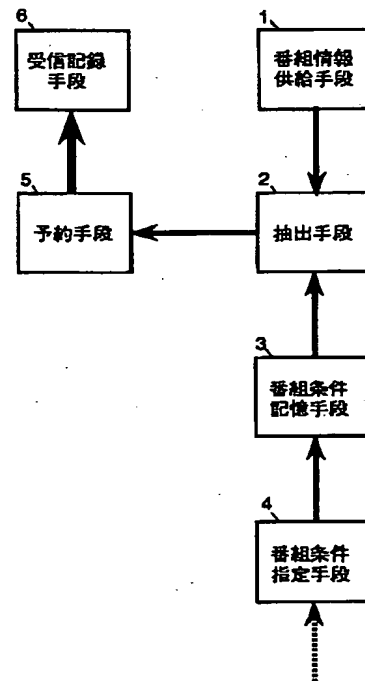 6
受信記録
手段
1
番組情報
供給手段
5
予約手段
2
抽出手段
3
番組条件
記憶手段
4
番組条件
指定手段